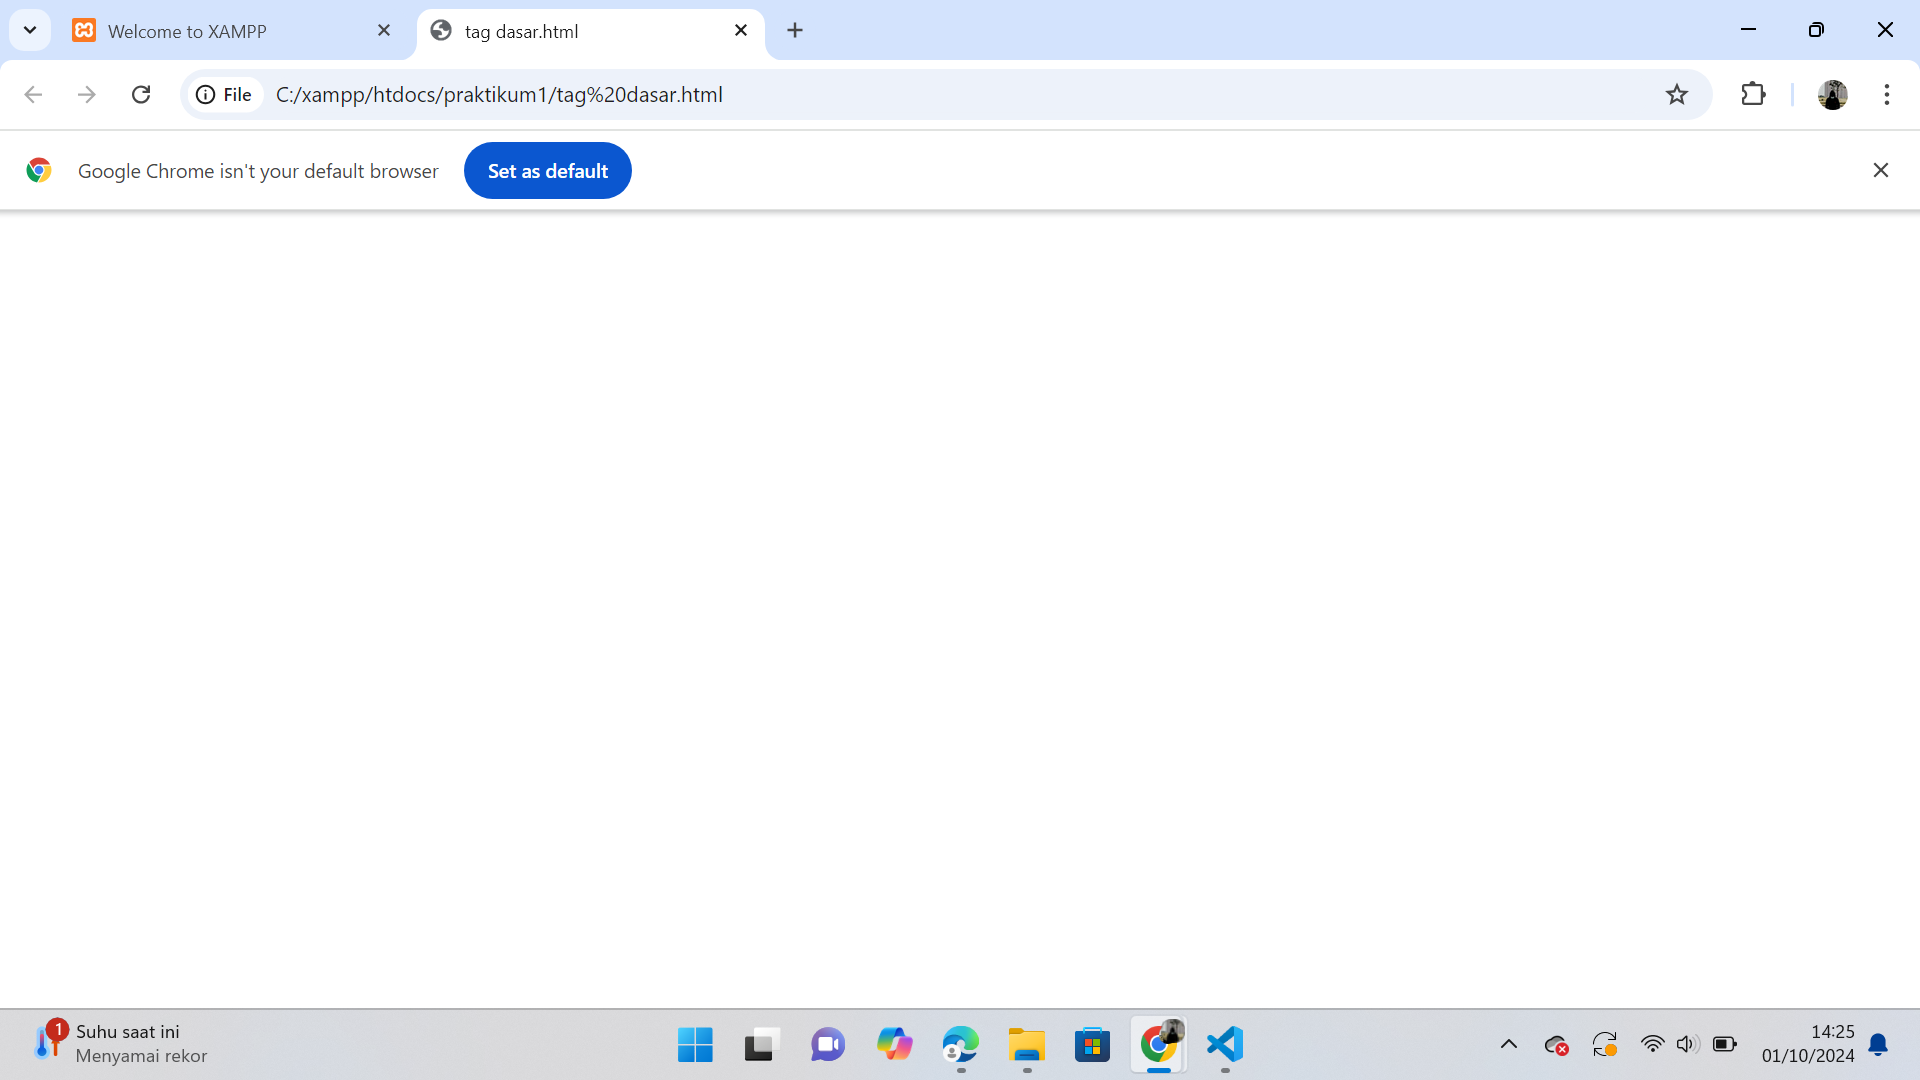 Welcome to XAMPP
tag dasar.html
File
C:/xampp/htdocs/praktikum1/tag%20dasar.html
Google Chrome isn't your default browser
Set as default
1
Suhu saat ini
Menyamai rekor
14:25
01/10/2024